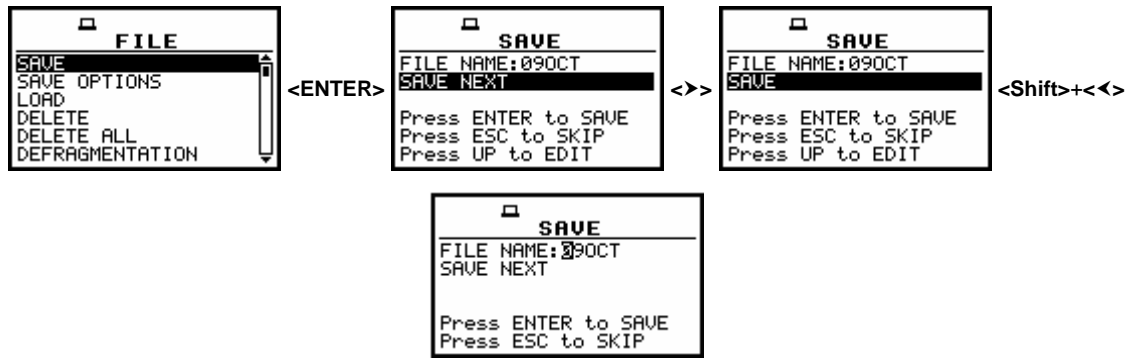 FILE
SAVE
SAVE OPTIONS
LOAD
DELETE
DELETE ALL
DEFRAGMENTATION
<ENTER>
SAVE
FILE NAME:09OCT
SAVE NEXT
Press ENTER to SAVE
Press ESC to SKIP
Press UP to EDIT
<➤>
SAVE
FILE NAME:09OCT
SAVE
Press ENTER to SAVE
Press ESC to SKIP
Press UP to EDIT
<Shift>+<⮜>
SAVE
FILE NAME:09OCT
SAVE NEXT
Press ENTER to SAVE
Press ESC to SKIP